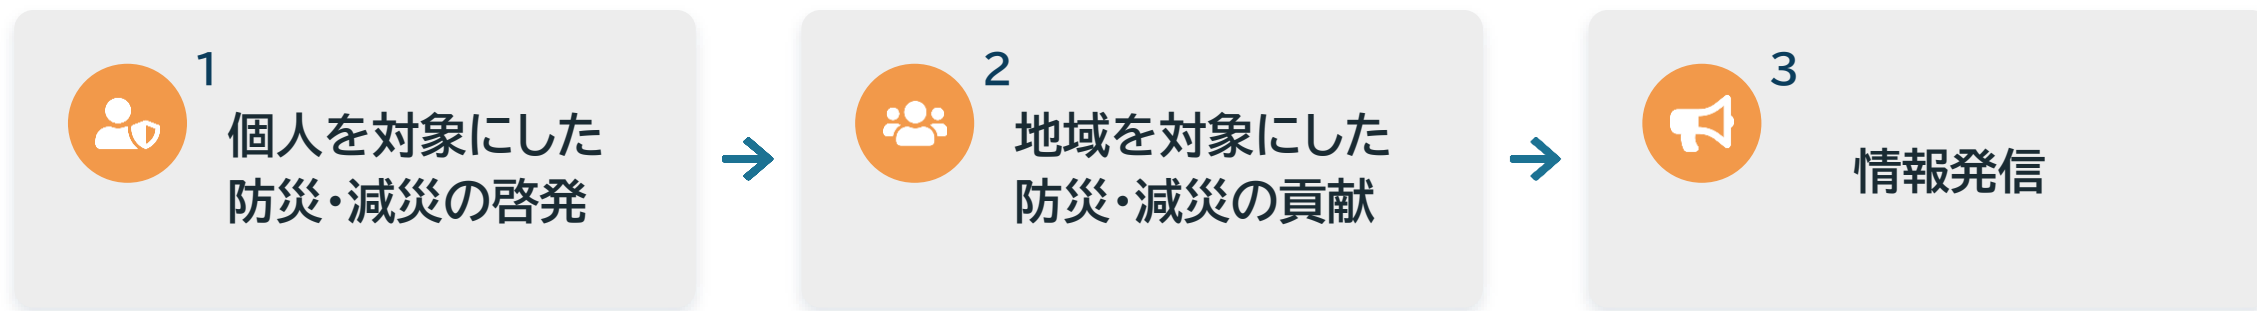 1
個人を対象にした
防災・減災の啓発
2
地域を対象にした
防災・減災の貢献
3
情報発信